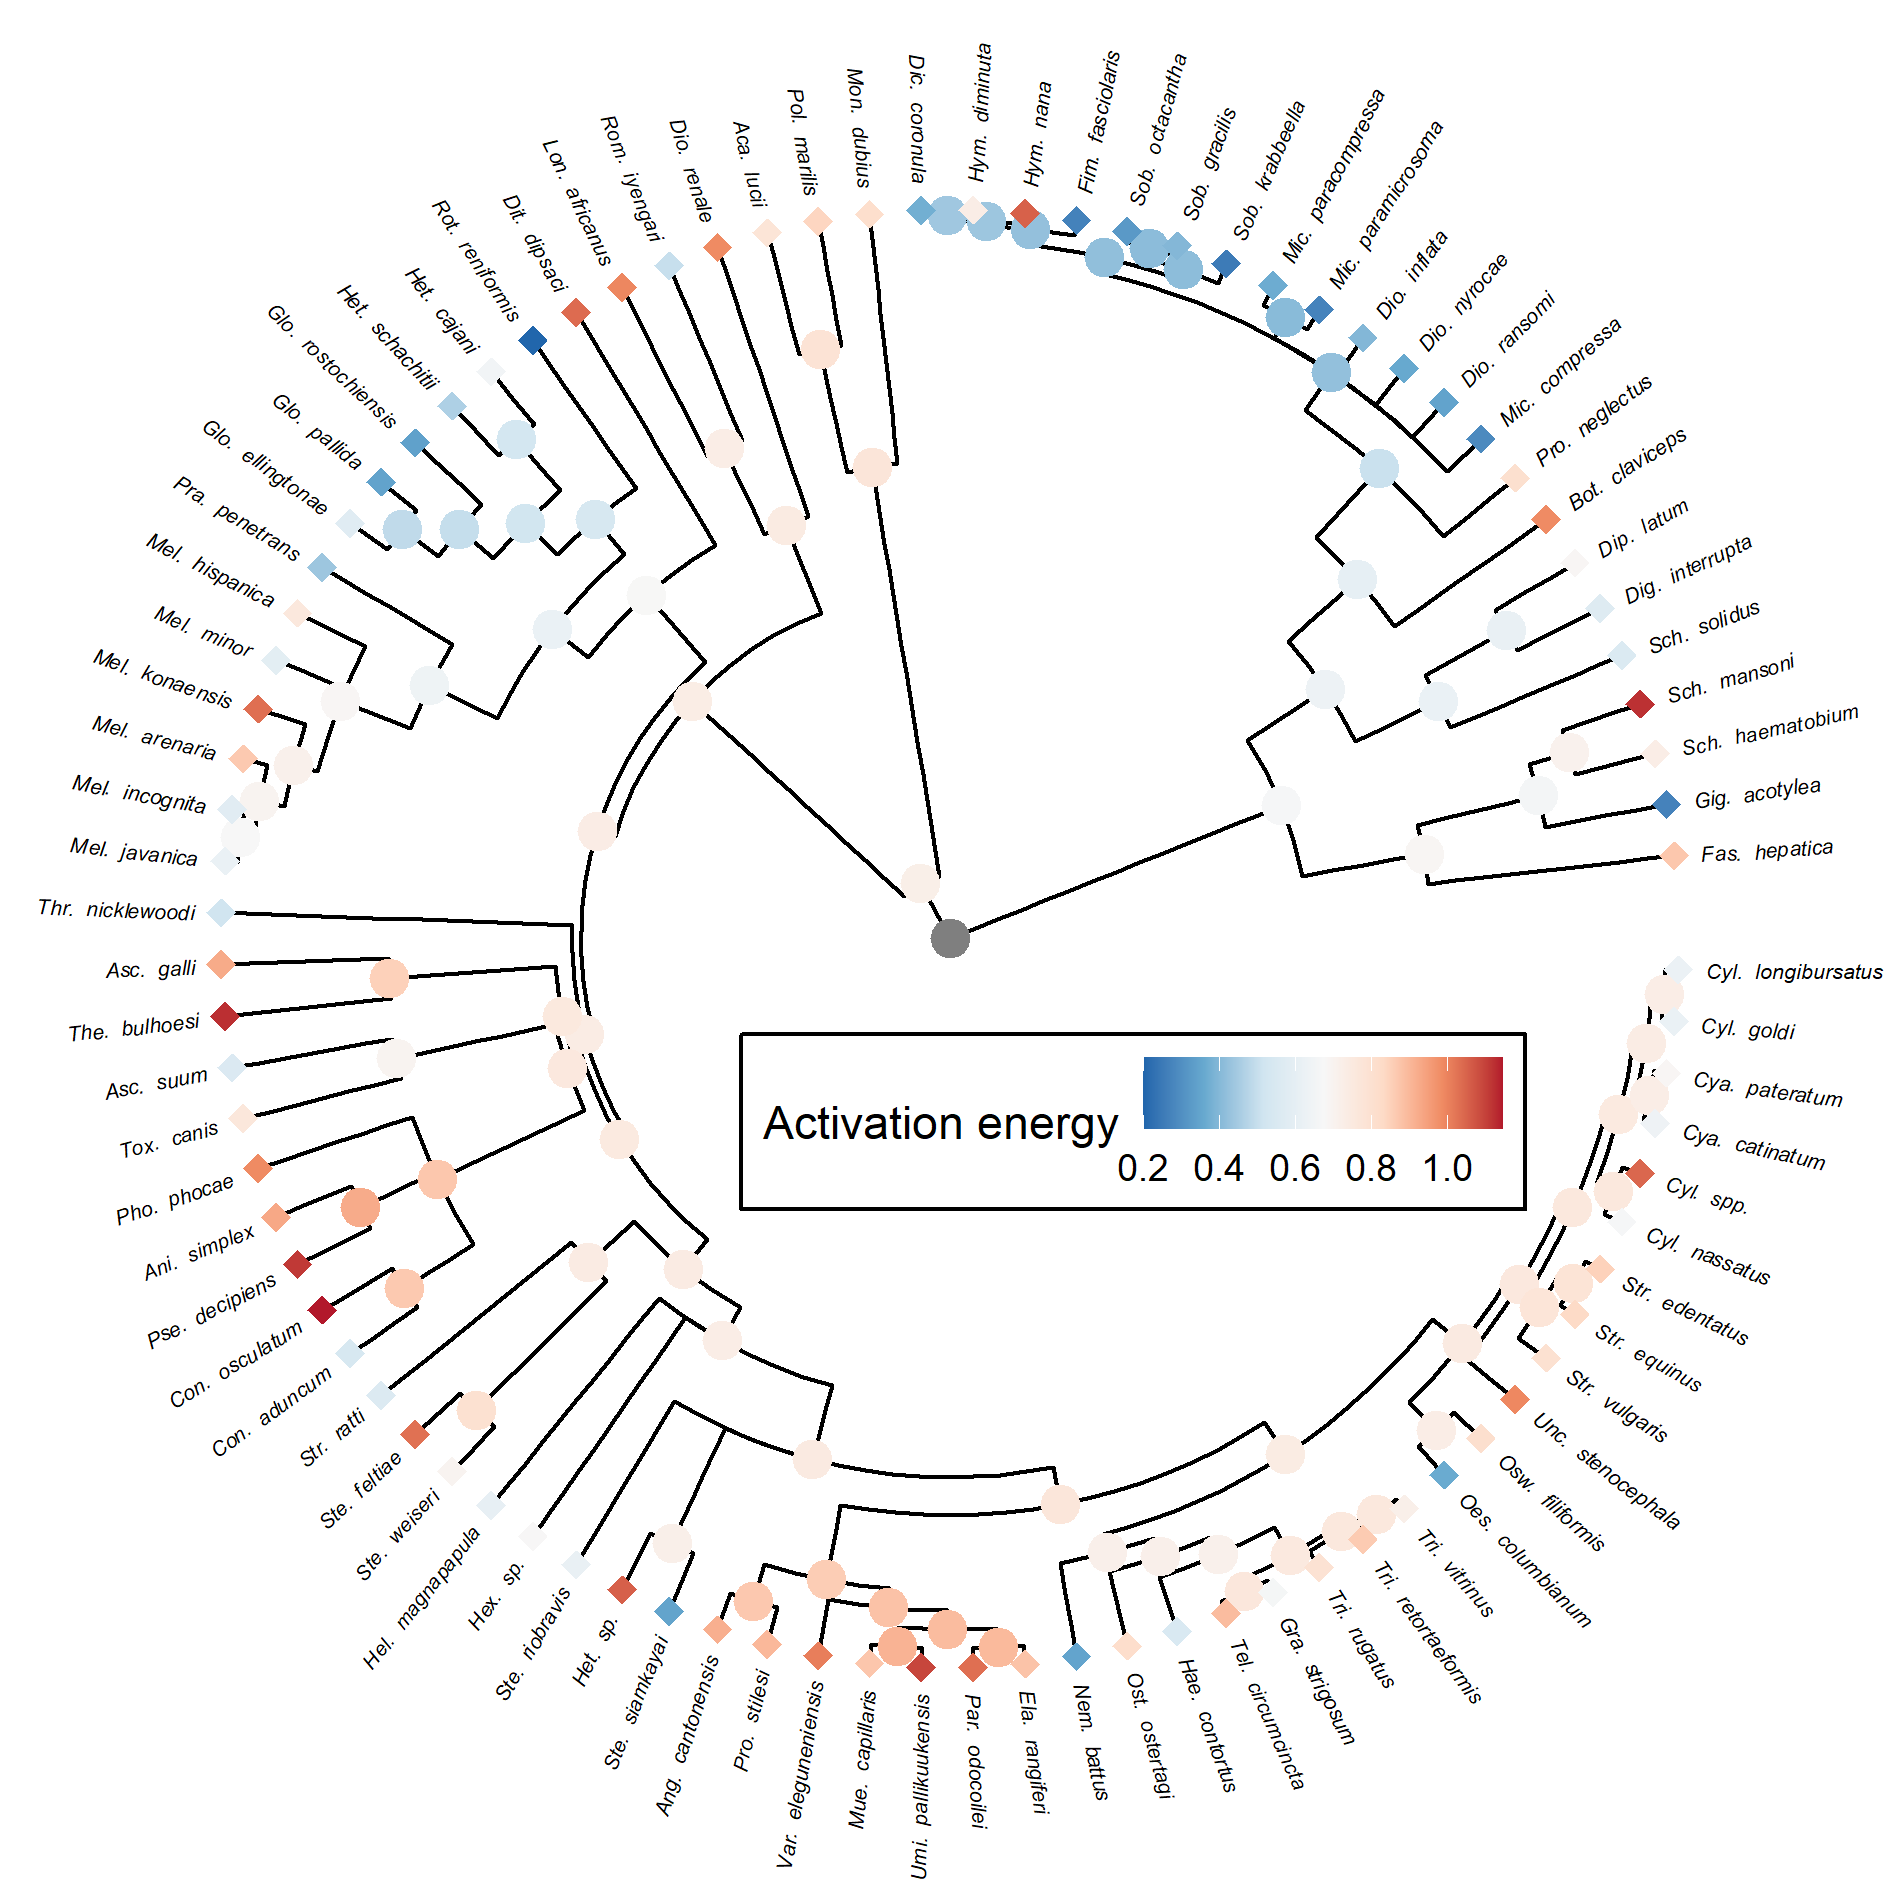 Dic. coronula
Hym. diminuta
Hym. nana
Fim. fasciolaris
Sob. octacantha
Sob. gracilis
Sob. krabbeella
Mic. paracompressa
Mic. paramicrosoma
Dio. inflata
Dio. nyrocae
Dio. ransomi
Mic. compressa
Pro. neglectus
Bot. claviceps
Dip. latum
Dig. interrupta
Sch. solidus
Sch. mansoni
Sch. haematobium
Gig. acotylea
Fas. hepatica
Cyl. longibursatus
Cyl. goldi
Cya. pateratum
Cya. catinatum
Cyl. spp.
Cyl. nassatus
Str. edentatus
Str. equinus
Str. vulgaris
Unc. stenocephala
Osw. filiformis
Oes. columbianum
Tri. vitrinus
Tri. retortaeformis
Tri. rugatus
Gra. strigosum
Tel. circumcincta
Hae. contortus
Ost. ostertagi
Nem. battus
Ela. rangiferi
Par. odocoilei
Umi. pallikuukensis
Mue. capillaris
Var. eleguneniensis
Pro. stilesi
Ang. cantonensis
Ste. siamkayai
Het. sp.
Ste. riobravis
Hex. sp.
Hel. magnapapula
Ste. weiseri
Ste. feltiae
Str. ratti
Con. aduncum
Con. osculatum
Pse. decipiens
Ani. simplex
Pho. phocae
Tox. canis
Asc. suum
The. bulhoesi
Asc. galli
Thr. nicklewoodi
Mel. javanica
Mel. incognita
Mel. arenaria
Mel. konaensis
Mel. minor
Mel. hispanica
Pra. penetrans
Glo. ellingtonae
Glo. pallida
Glo. rostochiensis
Het. schachitii
Het. cajani
Rot. reniformis
Dit. dipsaci
Lon. africanus
Rom. iyengari
Dio. renale
Aca. lucii
Pol. marilis
Mon. dubius
Activation energy
0.2 0.4 0.6 0.8 1.0